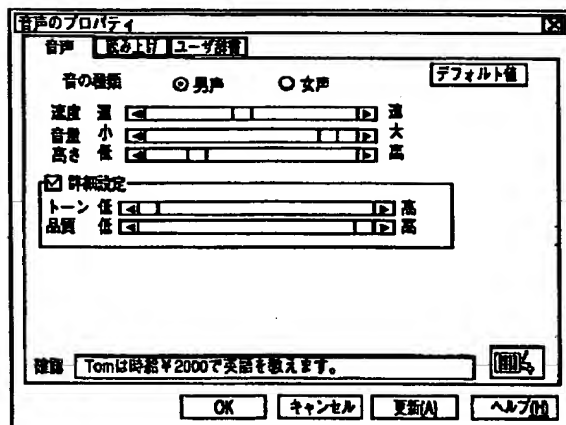 音声のプロパティ
音声 読み上げ ユーザ辞書
音の種類 男声 女声 デフォルト値
速度 遅 速
音量 小 大
高さ 低 高
詳細設定
トーン 低 高
品質 低 高
確認 Tomは時給¥2000で英語を教えます。
OK キャンセル 更新(A) ヘルプ(H)